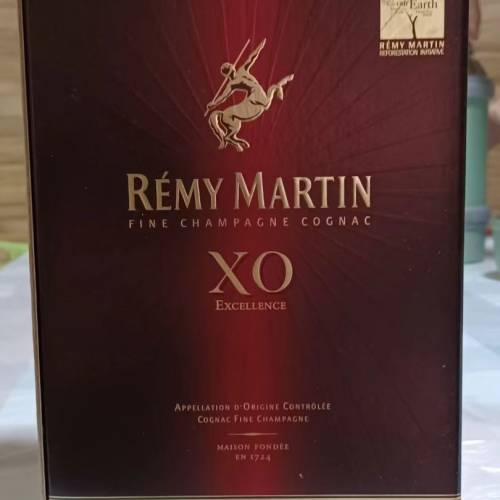 Earth
RÉMY MARTIN
REFORESTATION INITIATIVE
RÉMY MARTIN
FINE CHAMPAGNE COGNAC
XO
EXCELLENCE
APPELLATION D'ORIGINE CONTRÔLÉE
COGNAC FINE CHAMPAGNE
MAISON FONDÉE
EN 1724